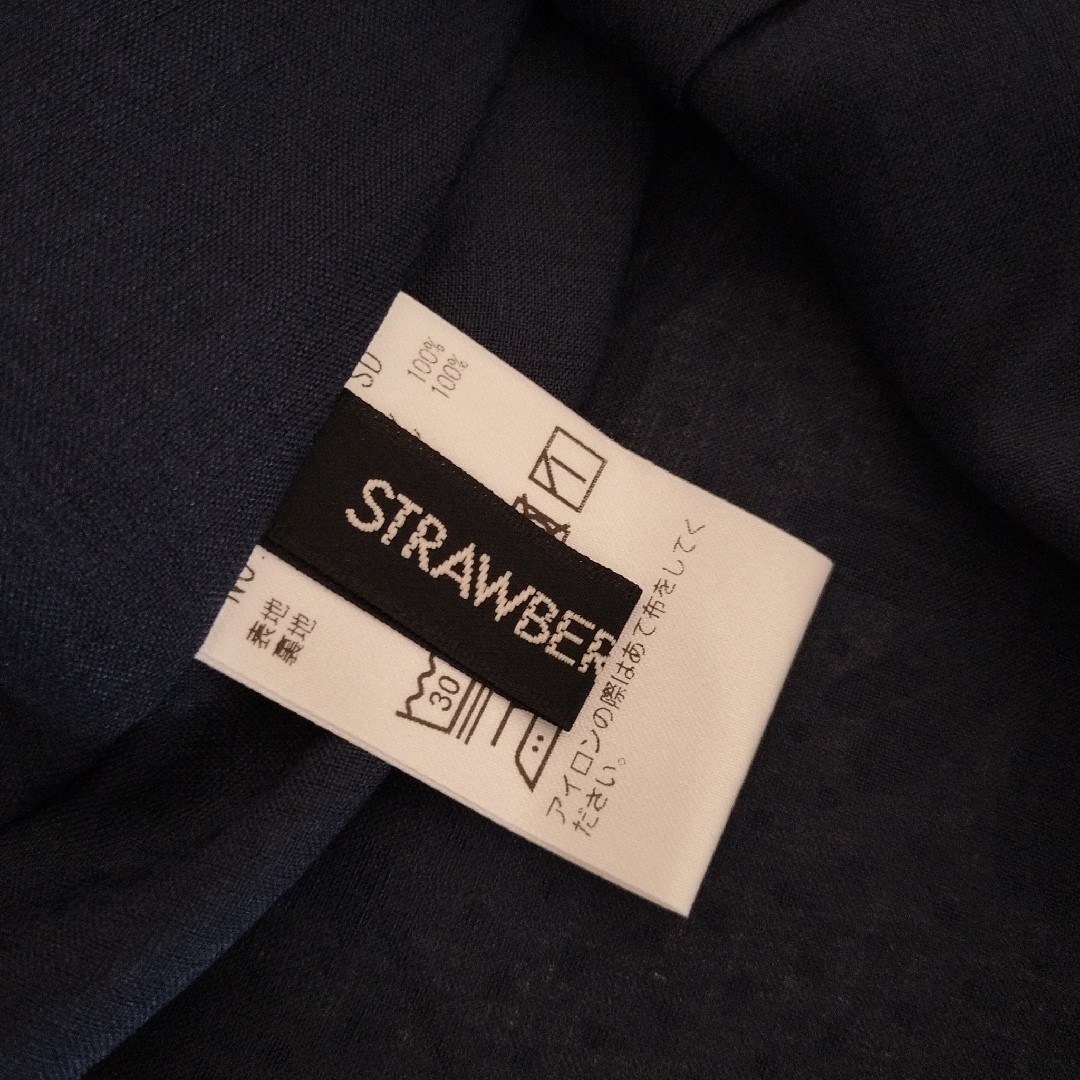 SD
表地 100%
裏地 100%
STRAWBER
30
アイロンの際はあて布をしてく
ださい。